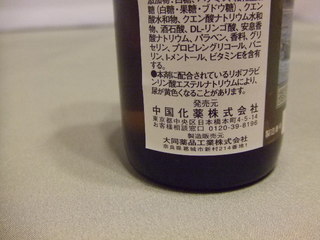 糖(白糖・果糖・ブドウ糖)、クエン
酸水和物、クエン酸ナトリウム水和
物、酒石酸、DL-リンゴ酸、安息香
酸ナトリウム、パラベン、香料、グリ
セリン、プロピレングリコール、バニ
リン、l-メントール、ビタミンEを含有する。
●本剤に配合されているリボフラビ
ンリン酸エステルナトリウムにより、
尿が黄色くなることがあります。
発売元
中国化薬株式会社
東京都中央区日本橋本町4-5-14
お客様相談窓口 0120-39-8196
製造販売元
大同薬品工業株式会社
奈良県葛城市新村214番地1